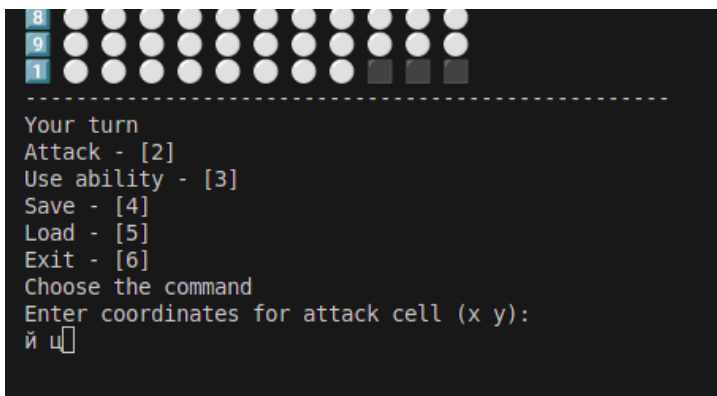 8
9
1
--------------------------------------------------
Your turn
Attack - [2]
Use ability - [3]
Save - [4]
Load - [5]
Exit - [6]
Choose the command
Enter coordinates for attack cell (x y):
й ц